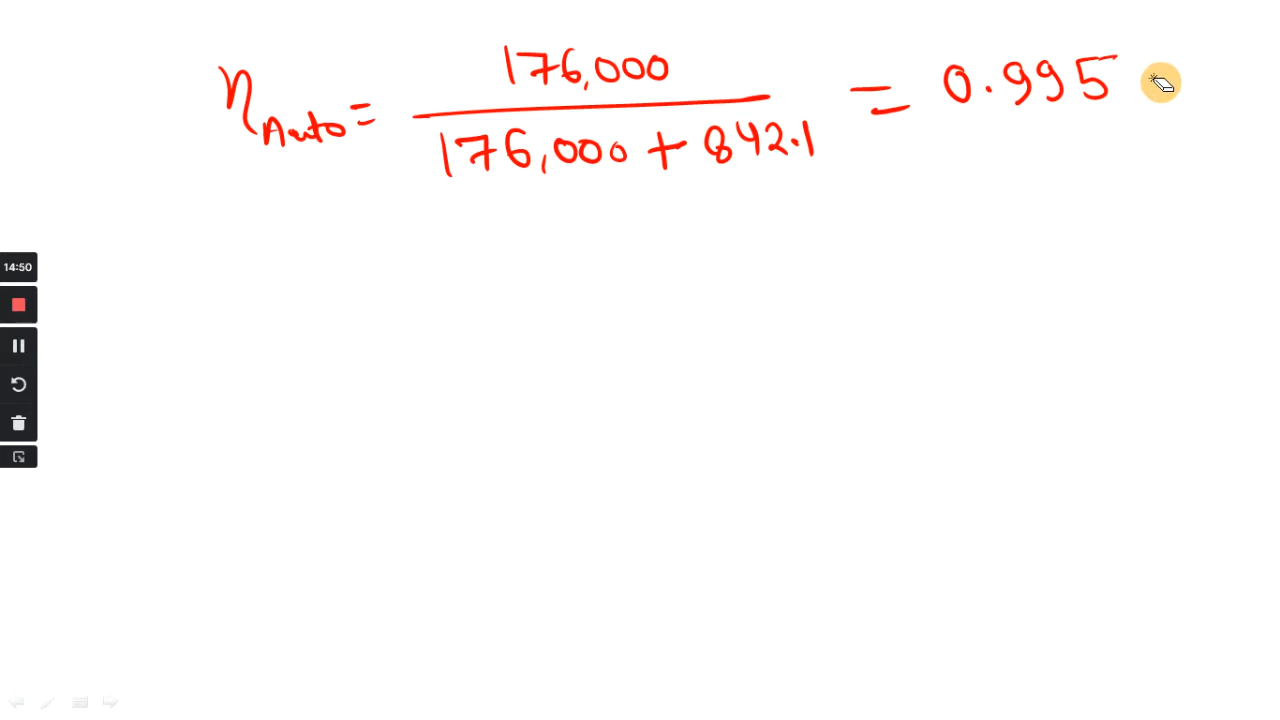 η_Auto = 176,000 / 176,000 + 842.1 = 0.995
14:50